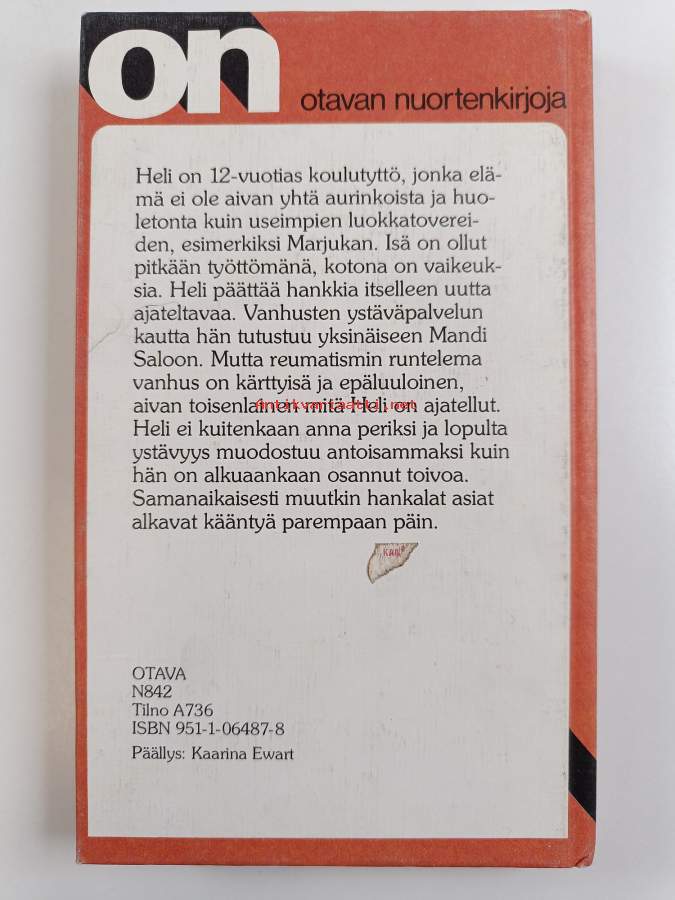 on
otavan nuortenkirjoja
Heli on 12-vuotias koulutyttö, jonka elä-
mä ei ole aivan yhtä aurinkoista ja huo-
letonta kuin useimpien luokkatoverei-
den, esimerkiksi Marjukan. Isä on ollut
pitkään työttömänä, kotona on vaikeuk-
sia. Heli päättää hankkia itselleen uutta
ajateltavaa. Vanhusten ystäväpalvelun
kautta hän tutustuu yksinäiseen Mandi
Saloon. Mutta reumatismin runtelema
vanhus on kärttyisä ja epäluuloinen,
aivan toisenlainen mitä Heli on ajatellut.
Antikvariaatti.net
Heli ei kuitenkaan anna periksi ja lopulta
ystävyys muodostuu antoisammaksi kuin
hän on alkuaankaan osannut toivoa.
Samanaikaisesti muutkin hankalat asiat
alkavat kääntyä parempaan päin.
KAN
OTAVA
N842
Tilno A736
ISBN 951-1-06487-8
Päällys: Kaarina Ewart